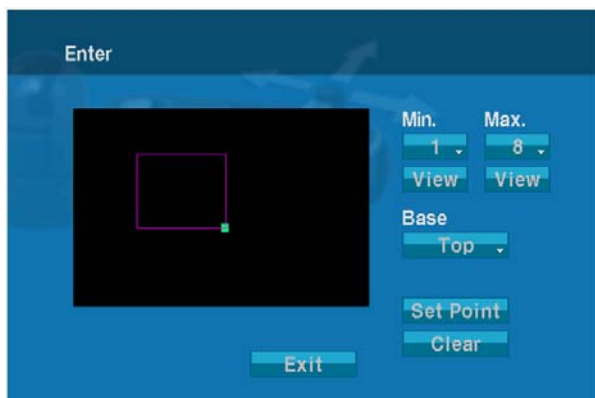 Enter
Min. Max.
1 8
View View
Base
Top
Set Point
Clear
Exit